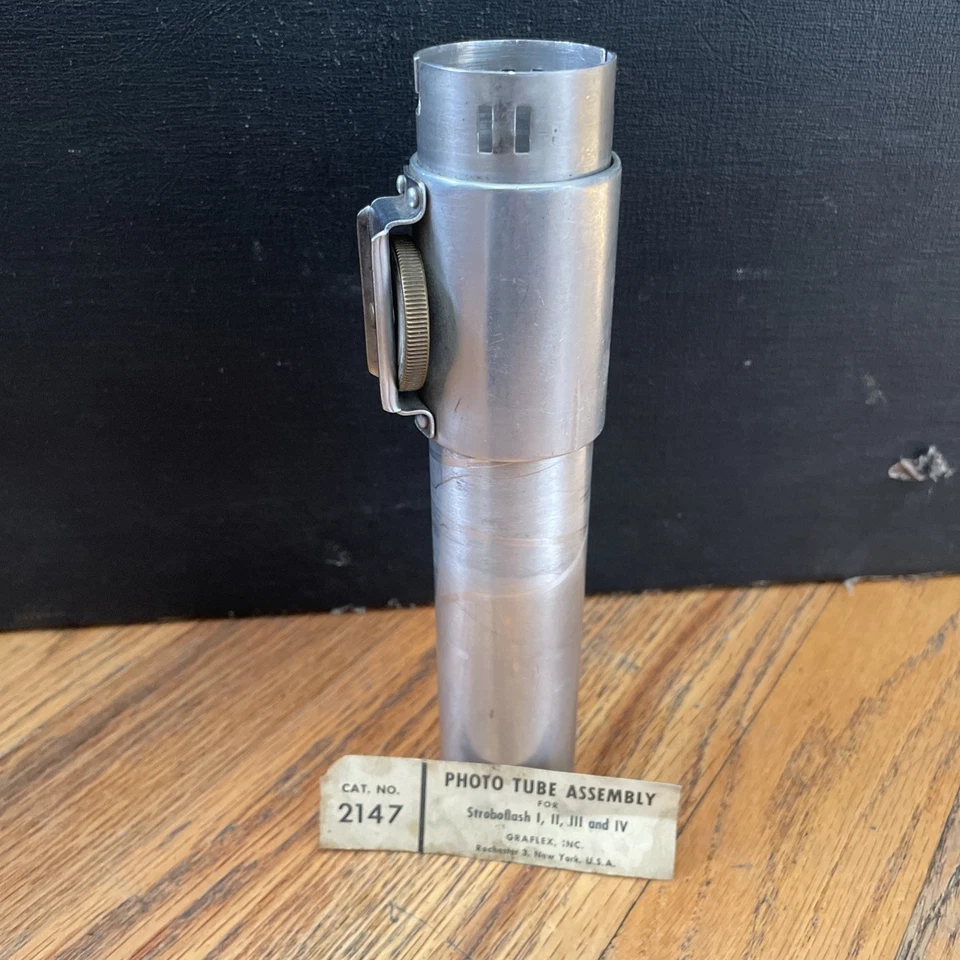 CAT. NO.
2147
PHOTO TUBE ASSEMBLY
FOR
Stroboflash I, II, III and IV
GRAFLEX, INC.
Rochester 3, New York, U.S.A.